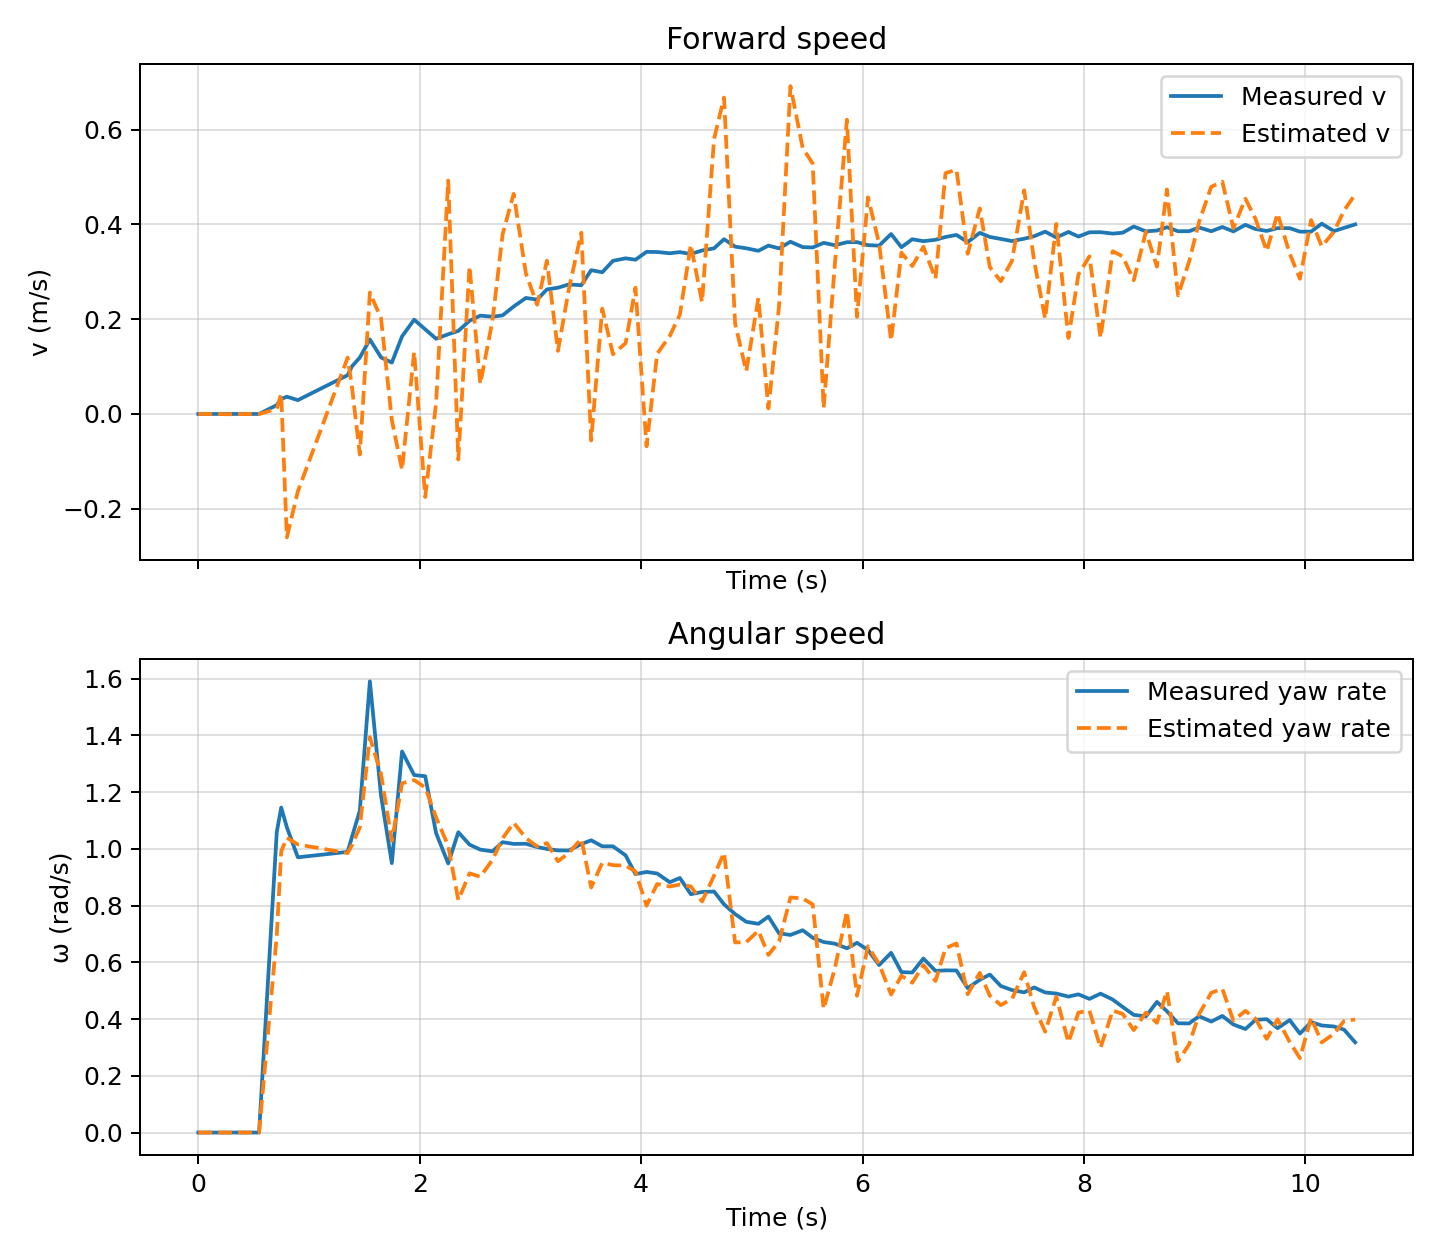 Forward speed
Measured v
Estimated v
0.6
0.4
0.2
0.0
−0.2
v (m/s)
Time (s)
Angular speed
Measured yaw rate
Estimated yaw rate
1.6
1.4
1.2
1.0
0.8
0.6
0.4
0.2
0.0
ω (rad/s)
0 2 4 6 8 10
Time (s)